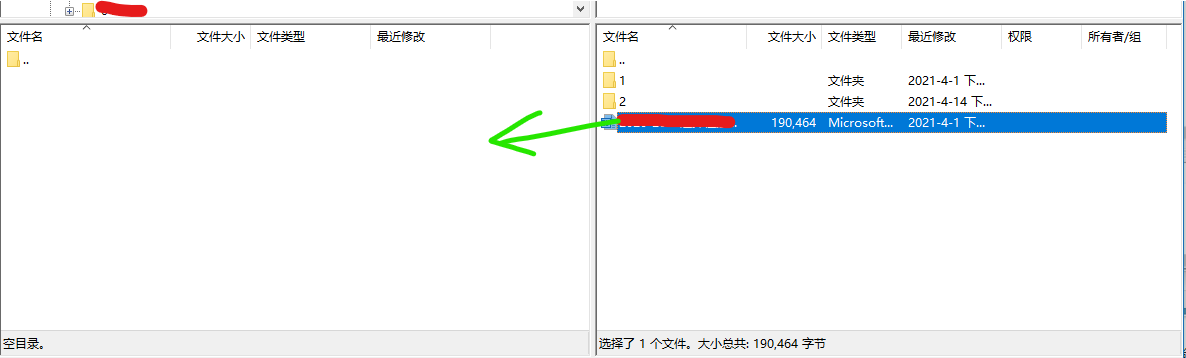 文件名 文件大小 文件类型 最近修改
..
空目录。
文件名 文件大小 文件类型 最近修改 权限 所有者/组
..
1 文件夹 2021-4-1 下...
2 文件夹 2021-4-14 下...
190,464 Microsoft... 2021-4-1 下...
选择了 1 个文件。大小总共: 190,464 字节